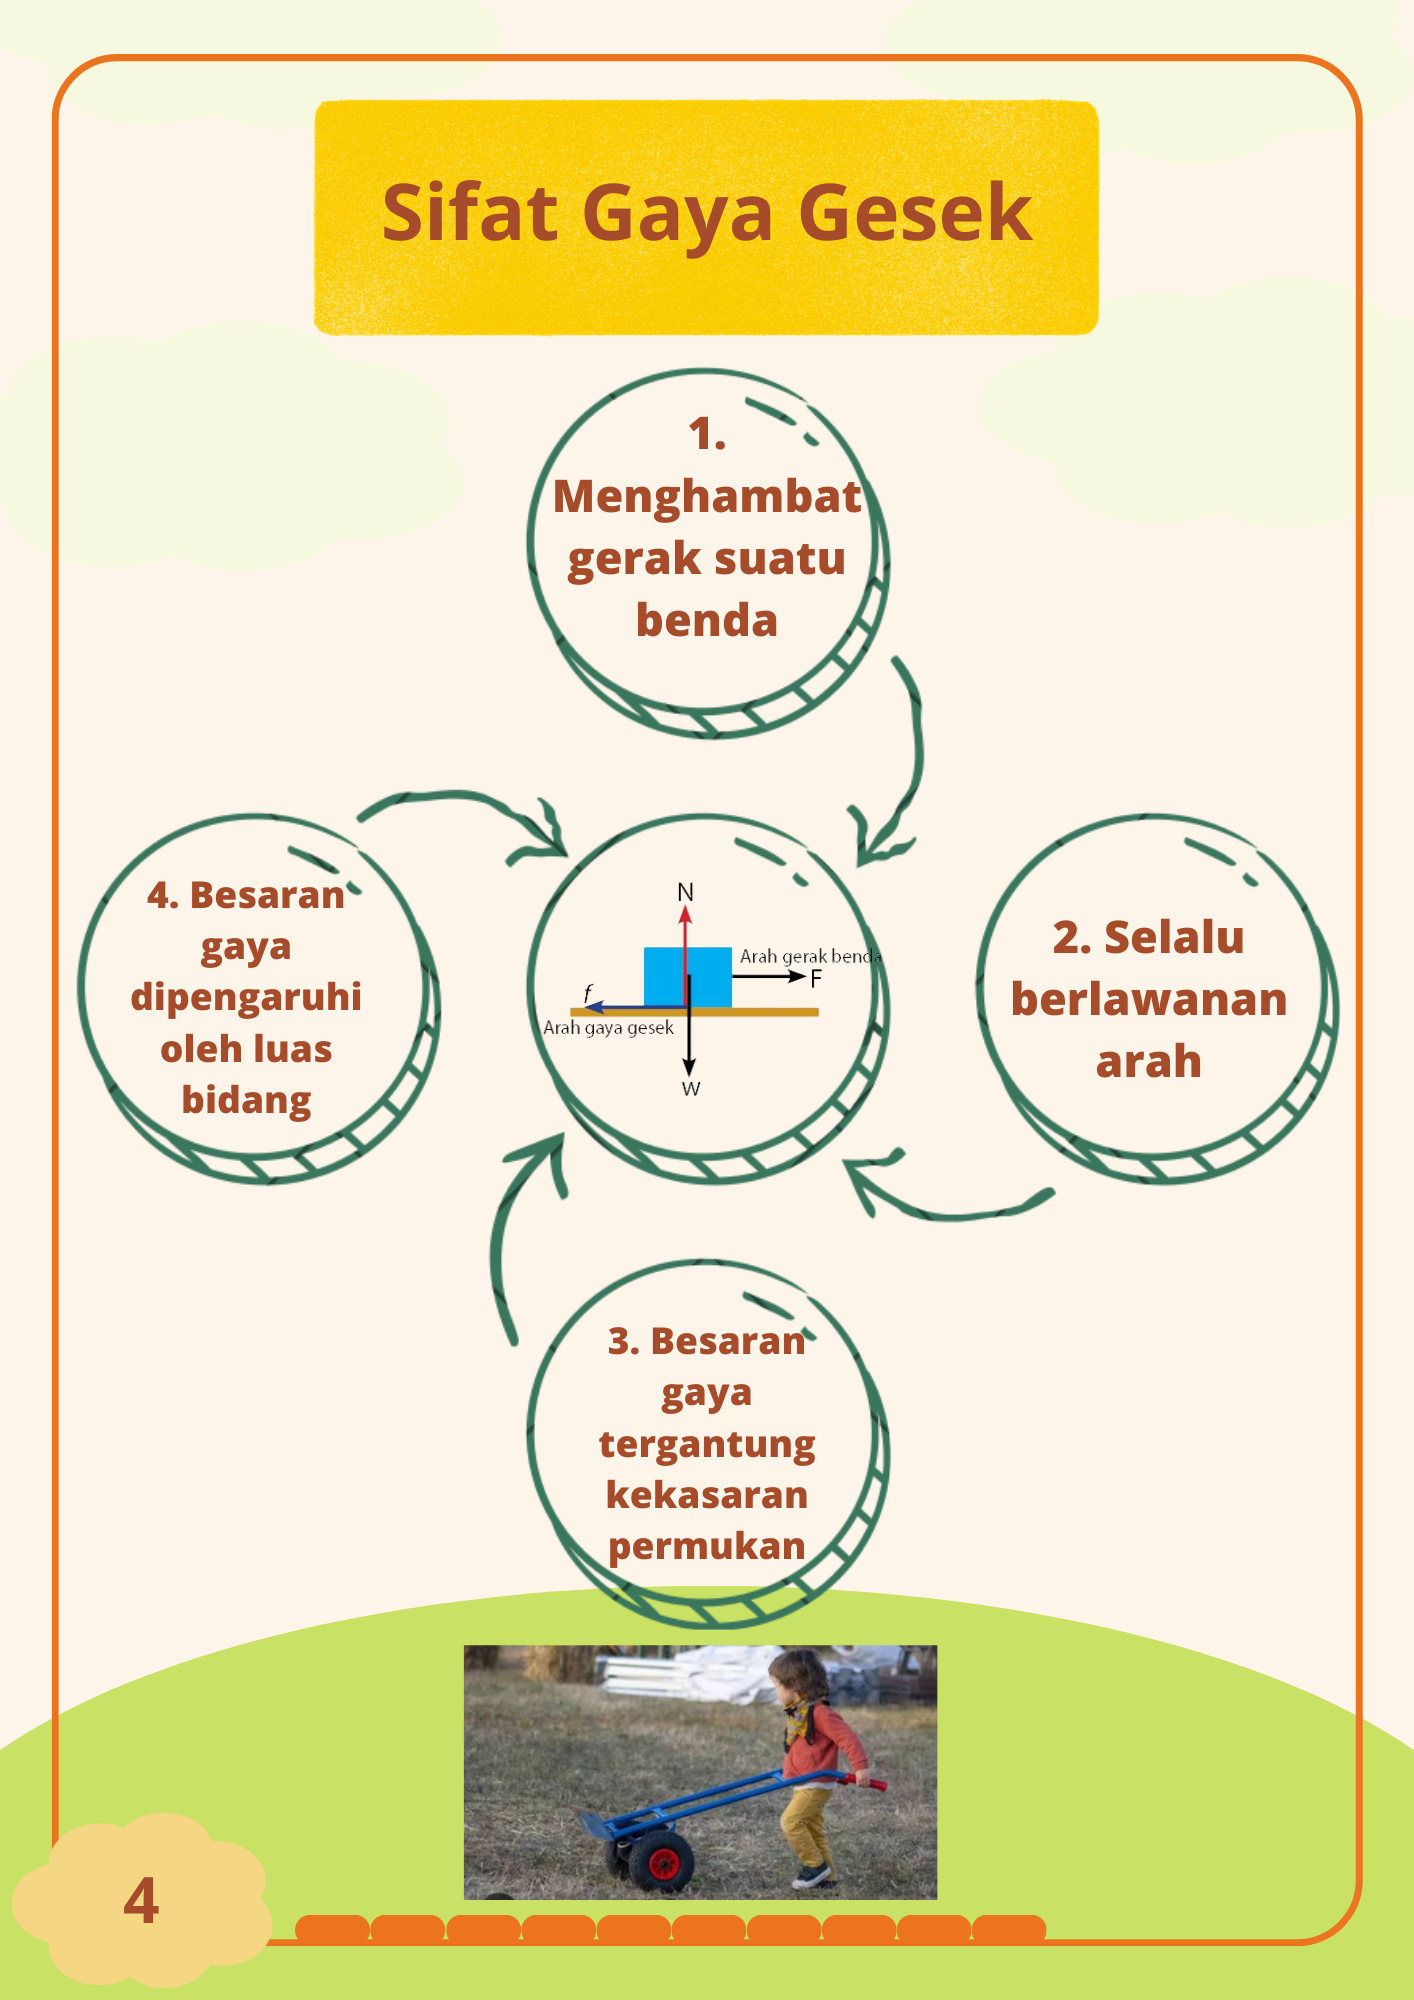 Sifat Gaya Gesek
1.
Menghambat
gerak suatu
benda
4. Besaran
gaya
dipengaruhi
oleh luas
bidang
N
Arah gerak benda
F
f
Arah gaya gesek
W
2. Selalu
berlawanan
arah
3. Besaran
gaya
tergantung
kekasaran
permukan
4